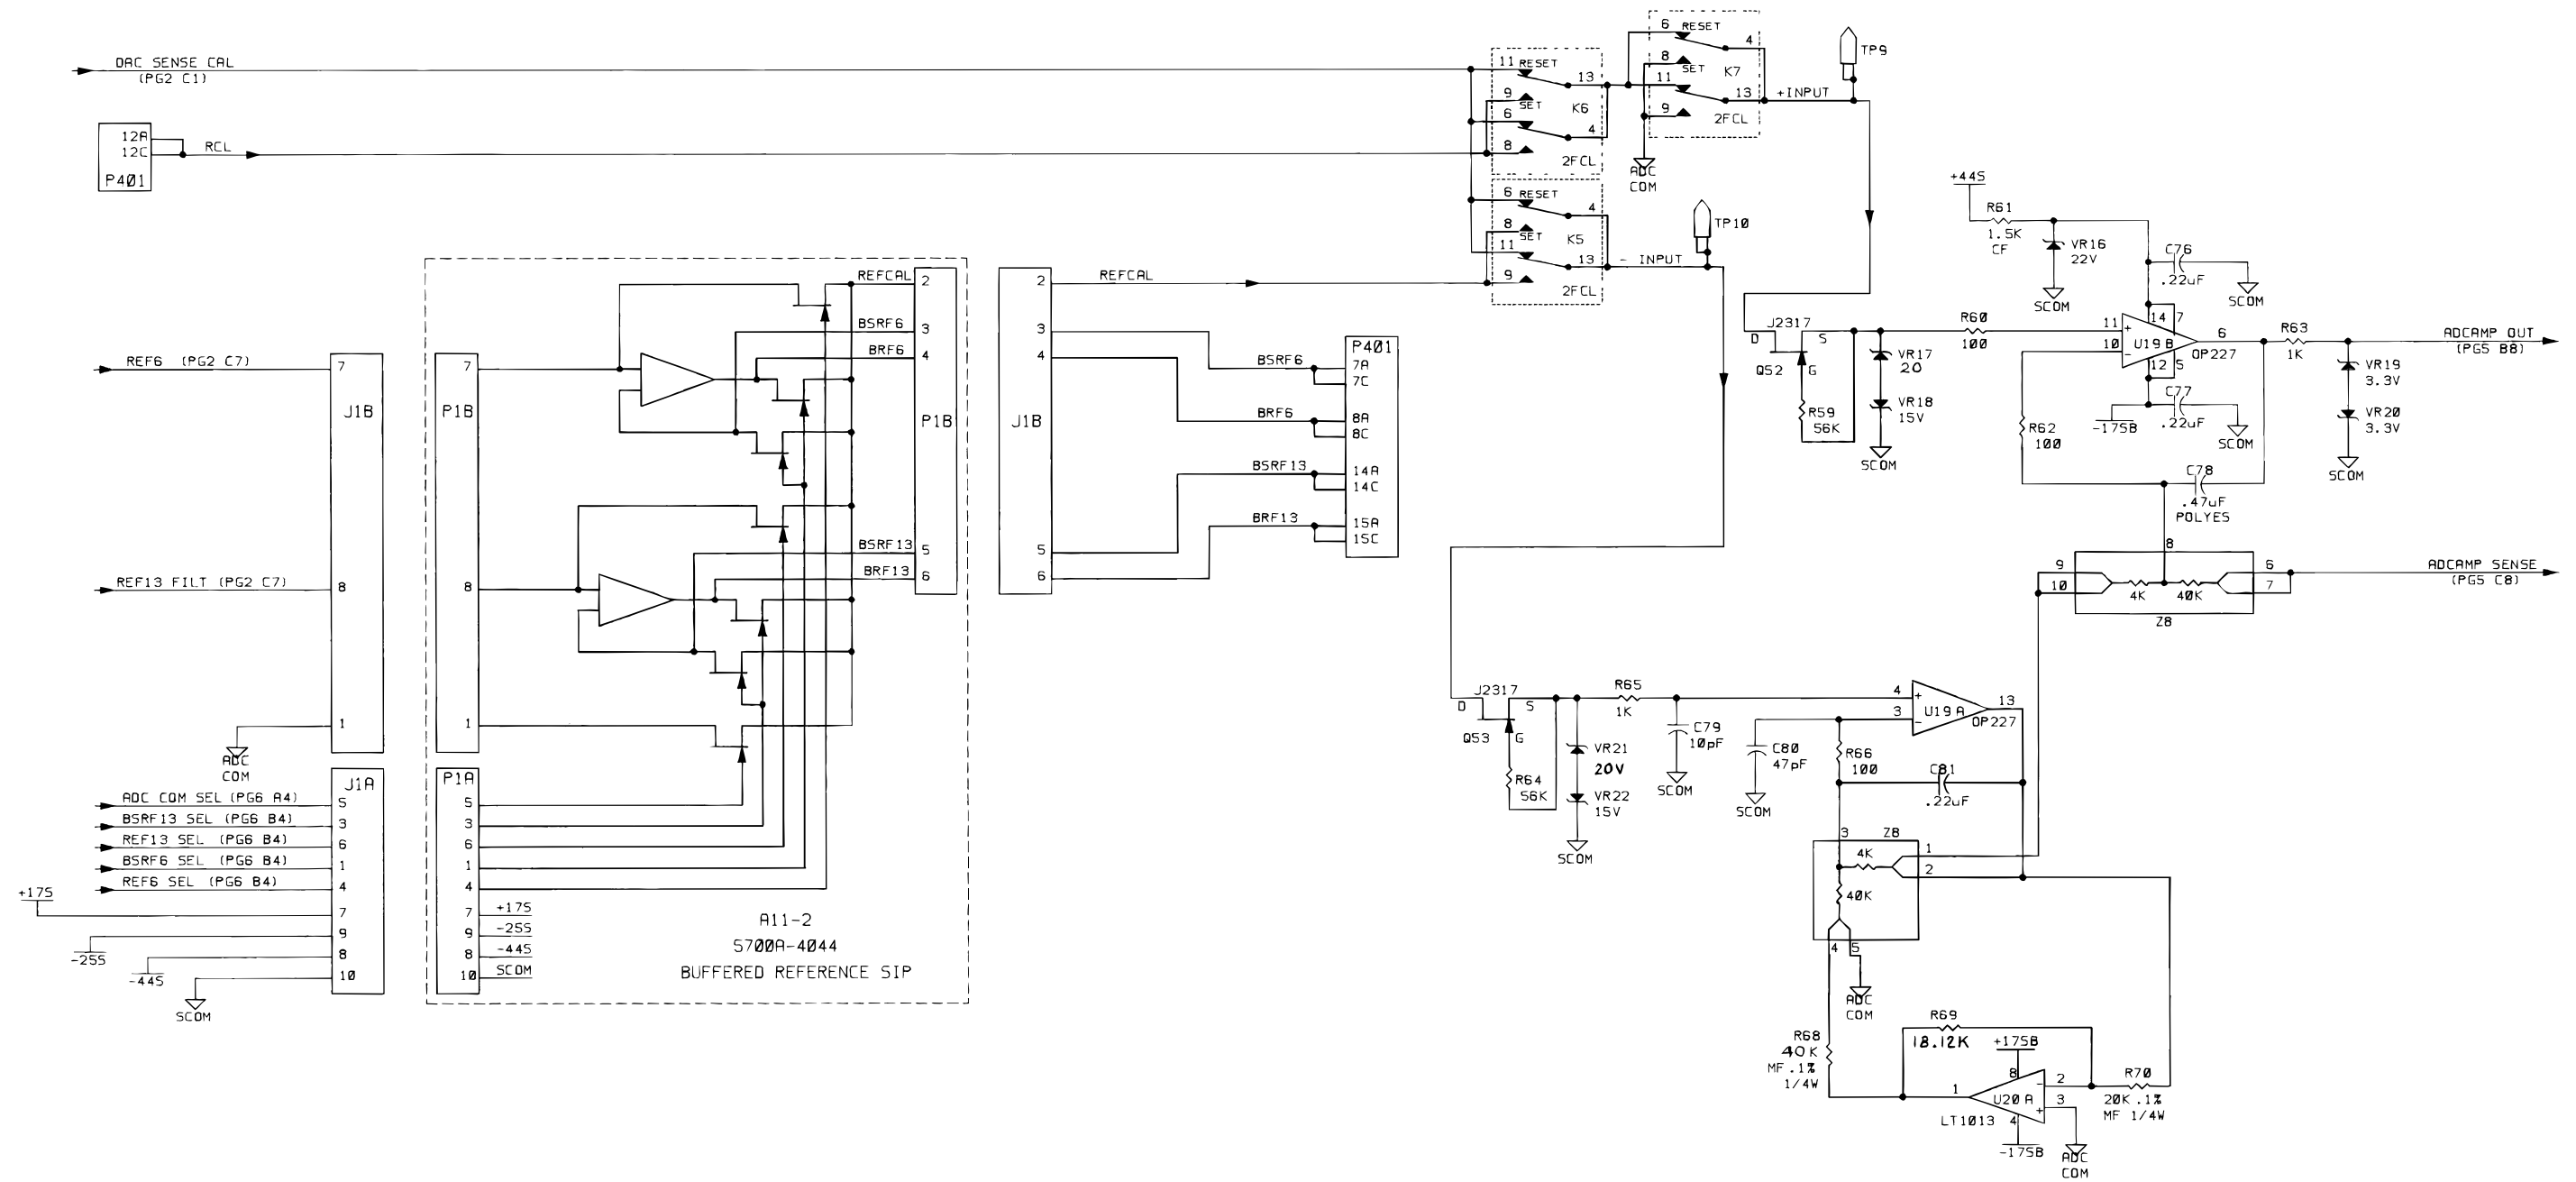 DAC SENSE CAL
(PG2 C1)
12A
12C
P401
RCL
11 RESET
13
9
SET
K6
6
4
8
2FCL
6 RESET
4
8
SET
K7
11
13
9
2FCL
+INPUT
TP9
ADC
COM
6 RESET
4
8
SET
K5
11
13
9
2FCL
- INPUT
TP10
+44S
R61
1.5K
CF
VR16
22V
SCOM
C76
.22uF
SCOM
REF6 (PG2 C7)
7
J1B
REF13 FILT (PG2 C7)
8
1
ADC
COM
J1A
ADC COM SEL (PG6 A4)
5
BSRF13 SEL (PG6 B4)
3
REF13 SEL (PG6 B4)
6
BSRF6 SEL (PG6 B4)
1
REF6 SEL (PG6 B4)
4
+17S
7
9
-25S
8
-44S
10
SCOM
7
P1B
8
1
P1A
5
3
6
1
4
7
+17S
9
-25S
8
-44S
10
SCOM
REFCAL
2
BSRF6
3
BRF6
4
P1B
BSRF13
5
BRF13
6
A11-2
5700A-4044
BUFFERED REFERENCE SIP
2
REFCAL
3
4
J1B
5
6
P401
BSRF6
7A
7C
BRF6
8A
8C
BSRF13
14A
14C
BRF13
15A
15C
J2317
D
S
Q52
G
R59
56K
VR17
20
VR18
15V
SCOM
R60
100
11
+
14
7
10
-
U19 B
6
OP227
12
5
C77
.22uF
-17SB
SCOM
R62
100
R63
1K
ADCAMP OUT
(PG5 B8)
VR19
3.3V
VR20
3.3V
SCOM
C78
.47uF
POLYES
8
9
10
4K
40K
6
7
Z8
ADCAMP SENSE
(PG5 C8)
J2317
D
S
Q53
G
R64
56K
VR21
20V
VR22
15V
SCOM
R65
1K
C79
10pF
SCOM
C80
47pF
SCOM
4
+
3
-
U19 A
13
OP227
R66
100
C81
.22uF
3
Z8
4K
1
2
40K
4
5
ADC
COM
R68
40K
MF .1%
1/4W
R69
18.12K
+17SB
8
1
2
-
U20 A
3
+
LT1013
4
-17SB
R70
20K .1%
MF 1/4W
ADC
COM